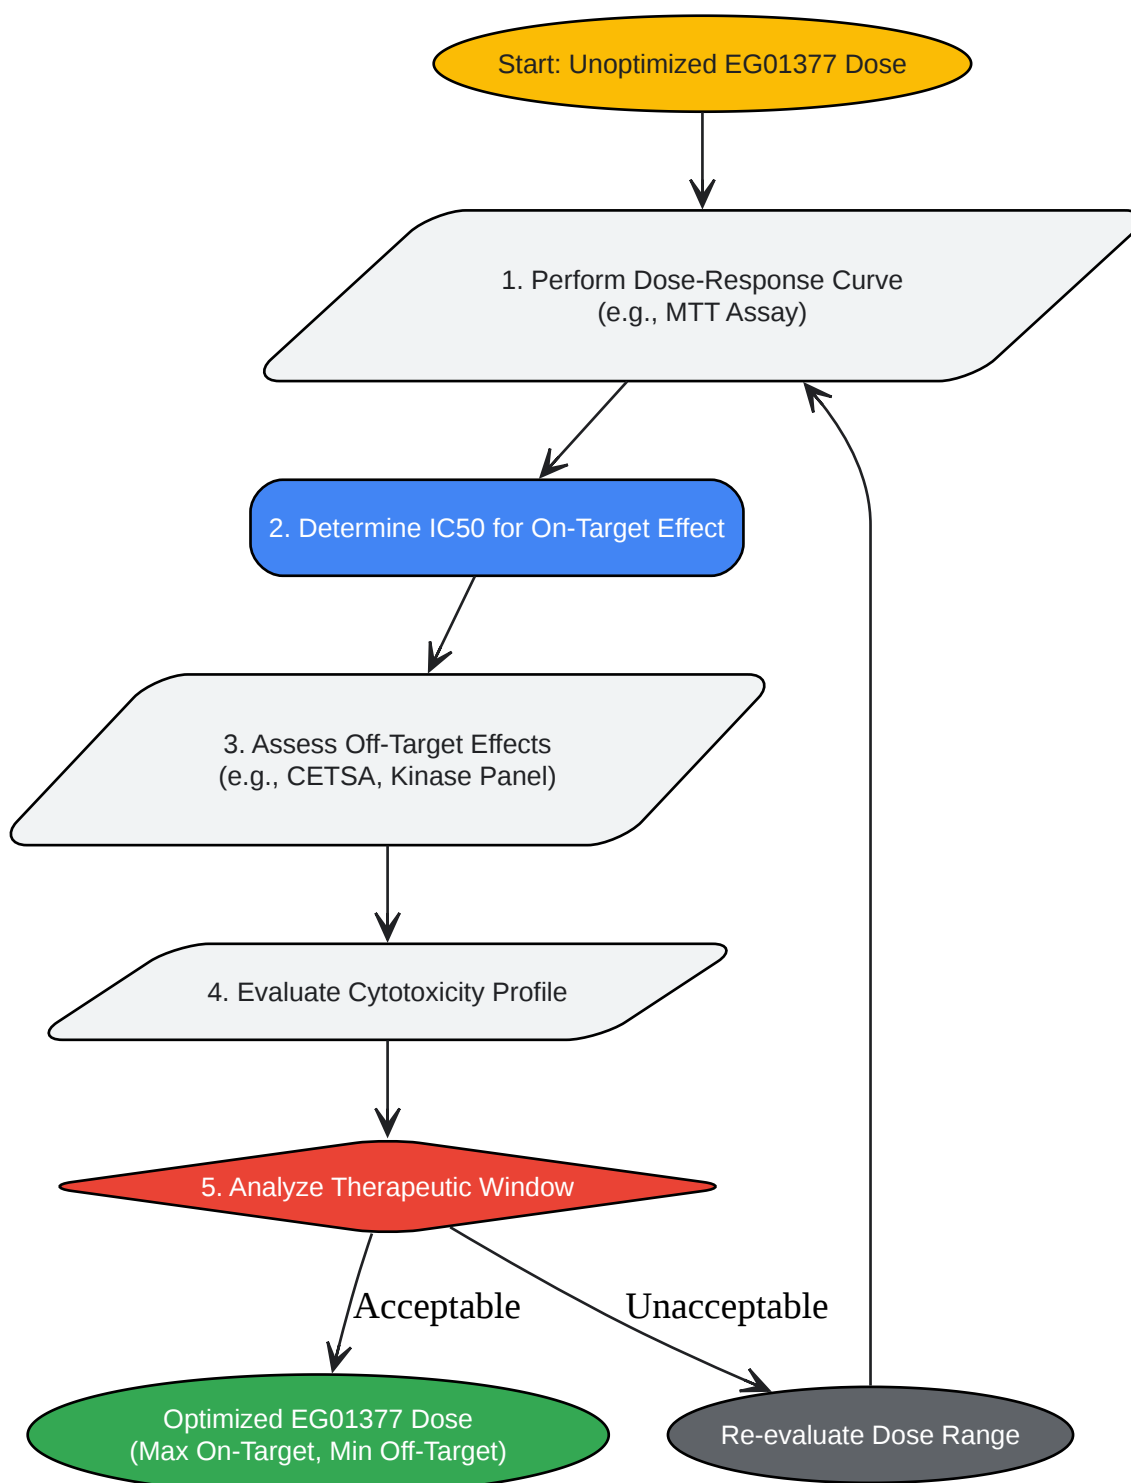 Start: Unoptimized EG01377 Dose
1. Perform Dose-Response Curve
(e.g., MTT Assay)
2. Determine IC50 for On-Target Effect
3. Assess Off-Target Effects
(e.g., CETSA, Kinase Panel)
4. Evaluate Cytotoxicity Profile
5. Analyze Therapeutic Window
Acceptable
Unacceptable
Optimized EG01377 Dose
(Max On-Target, Min Off-Target)
Re-evaluate Dose Range